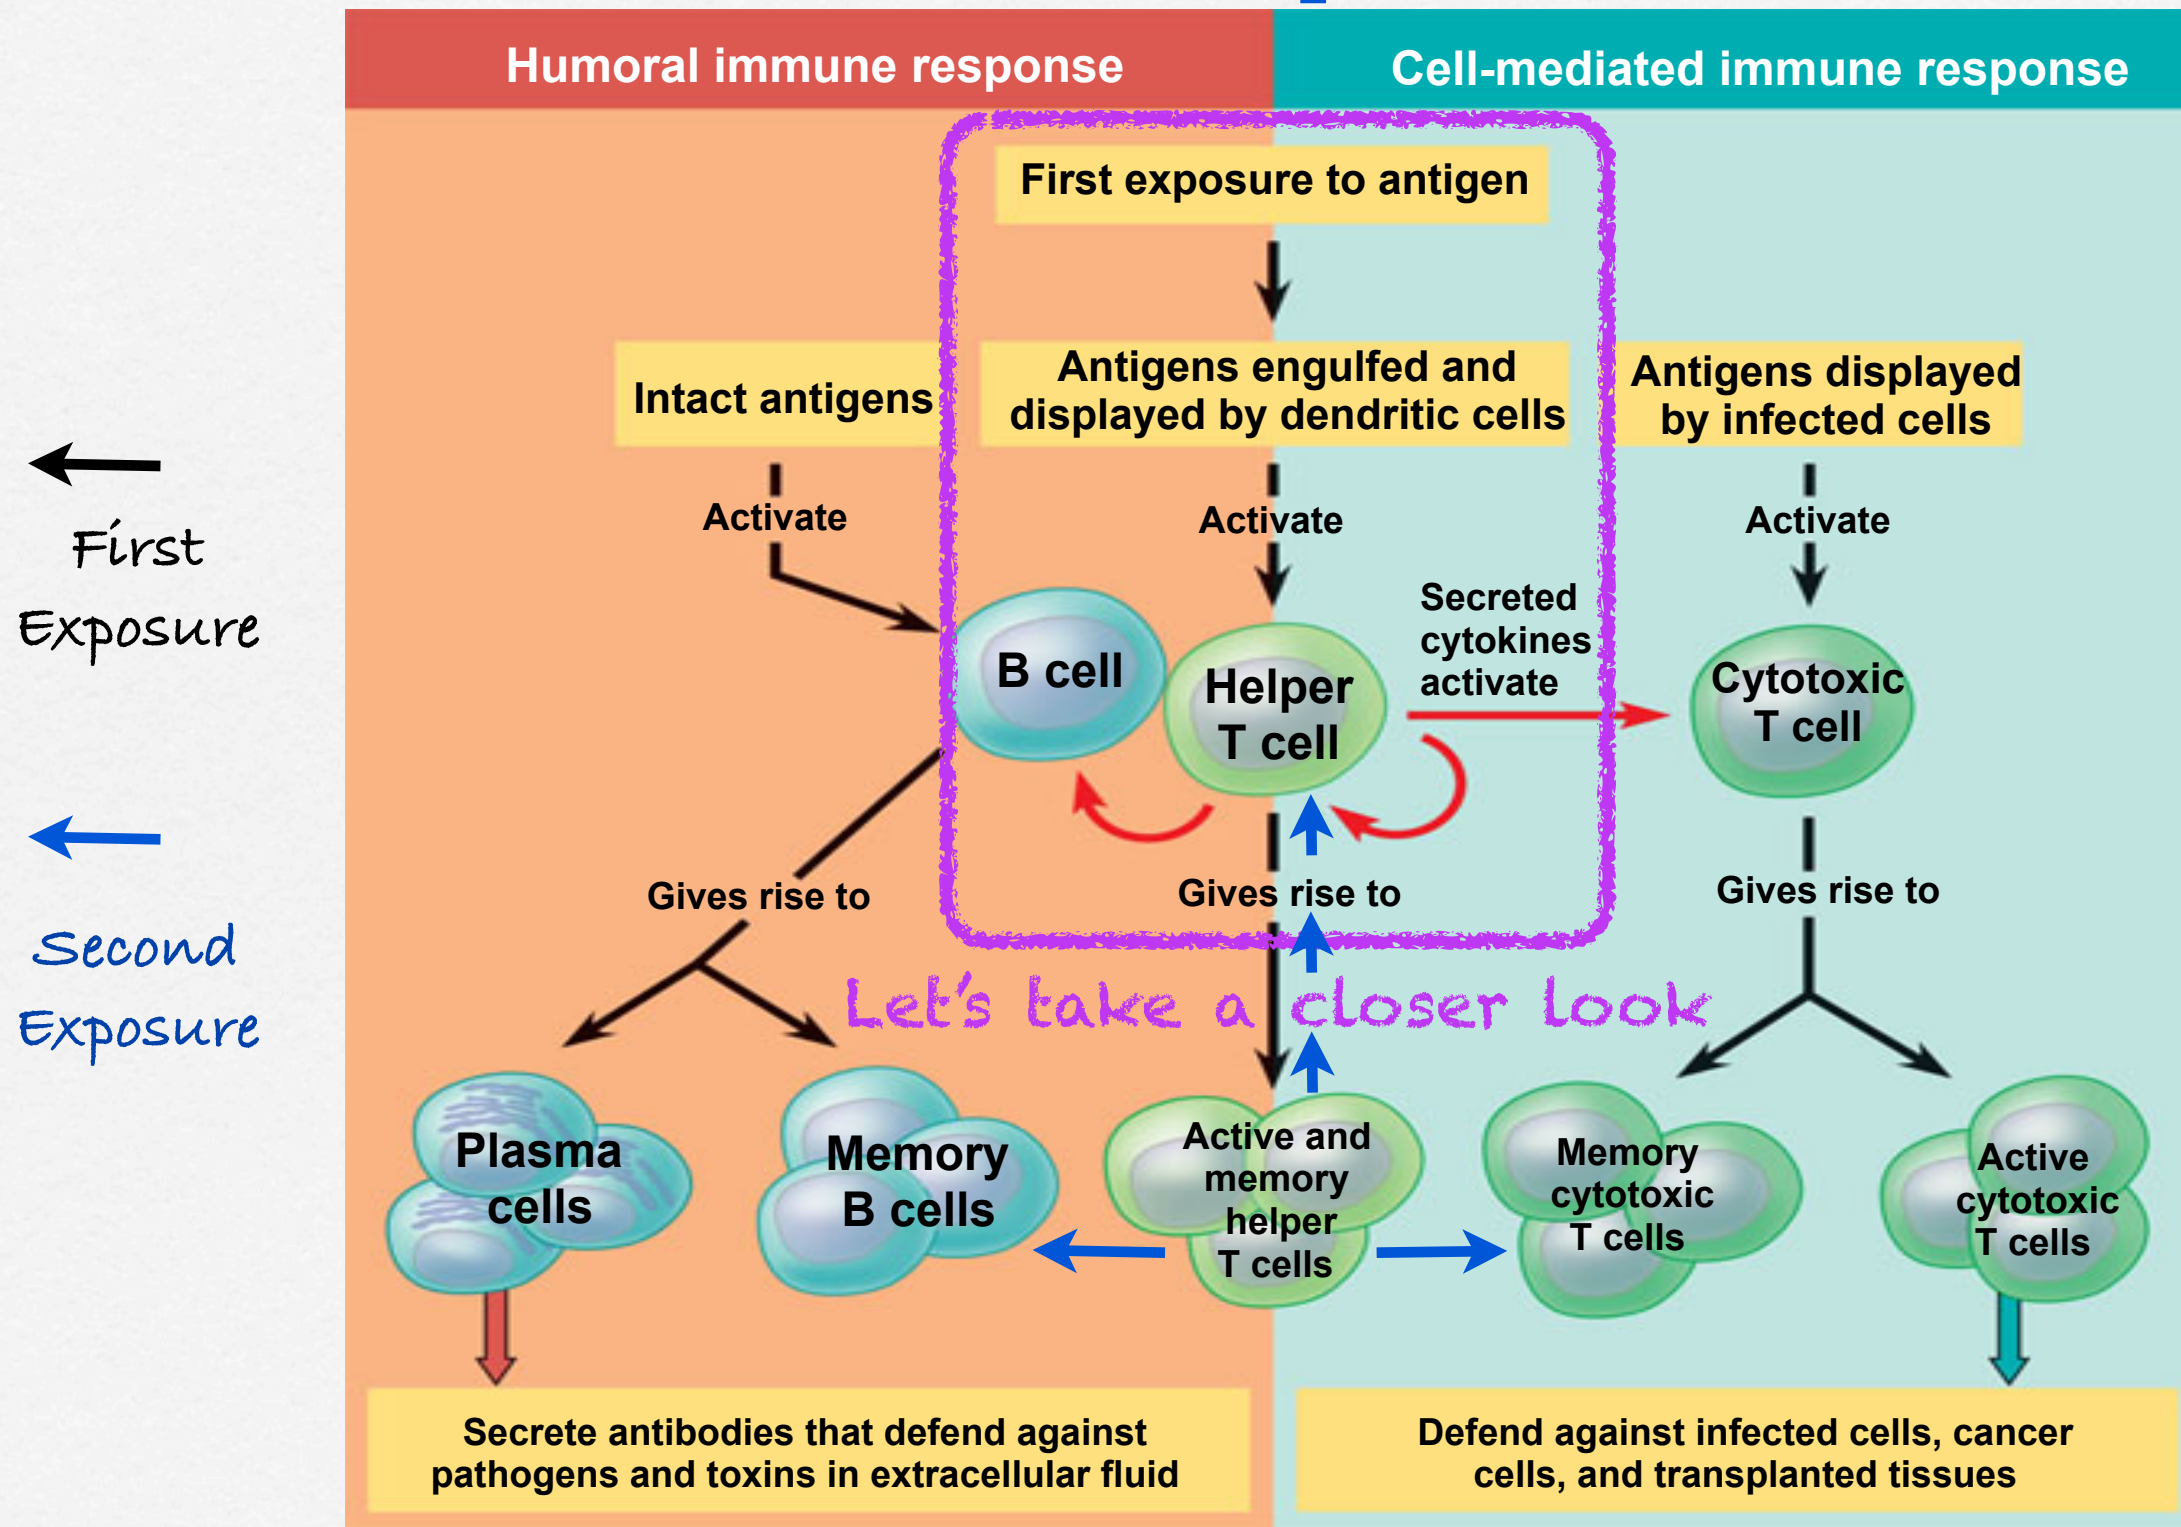 Humoral immune response
Cell-mediated immune response
First exposure to antigen
Intact antigens
Antigens engulfed and
displayed by dendritic cells
Antigens displayed
by infected cells
Activate
Activate
Activate
First
Exposure
Secreted
cytokines
activate
B cell
Helper
T cell
Cytotoxic
T cell
Gives rise to
Gives rise to
Gives rise to
Second
Exposure
Let's take a closer look
Plasma
cells
Memory
B cells
Active and
memory
helper
T cells
Memory
cytotoxic
T cells
Active
cytotoxic
T cells
Secrete antibodies that defend against
pathogens and toxins in extracellular fluid
Defend against infected cells, cancer
cells, and transplanted tissues